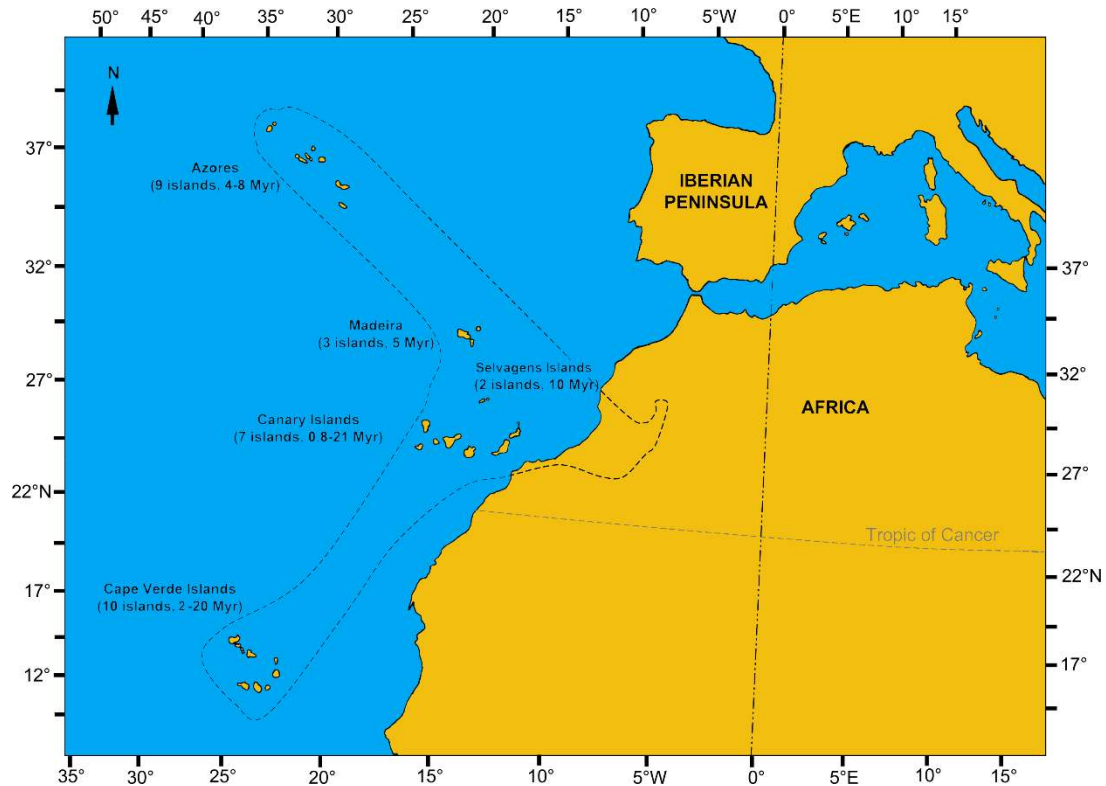 50° 45° 40° 35° 30° 25° 20° 15° 10° 5°W 0° 5°E 10° 15°
N
37°
Azores
(9 islands, 4-8 Myr)
IBERIAN
PENINSULA
32°
37°
Madeira
(3 islands, 5 Myr)
Selvagens Islands
(2 islands, 10 Myr)
27°
32°
Canary Islands
(7 islands, 0.8-21 Myr)
AFRICA
27°
22°N
Tropic of Cancer
22°N
Cape Verde Islands
(10 islands, 2-20 Myr)
17°
17°
12°
35° 30° 25° 20° 15° 10° 5°W 0° 5°E 10° 15°